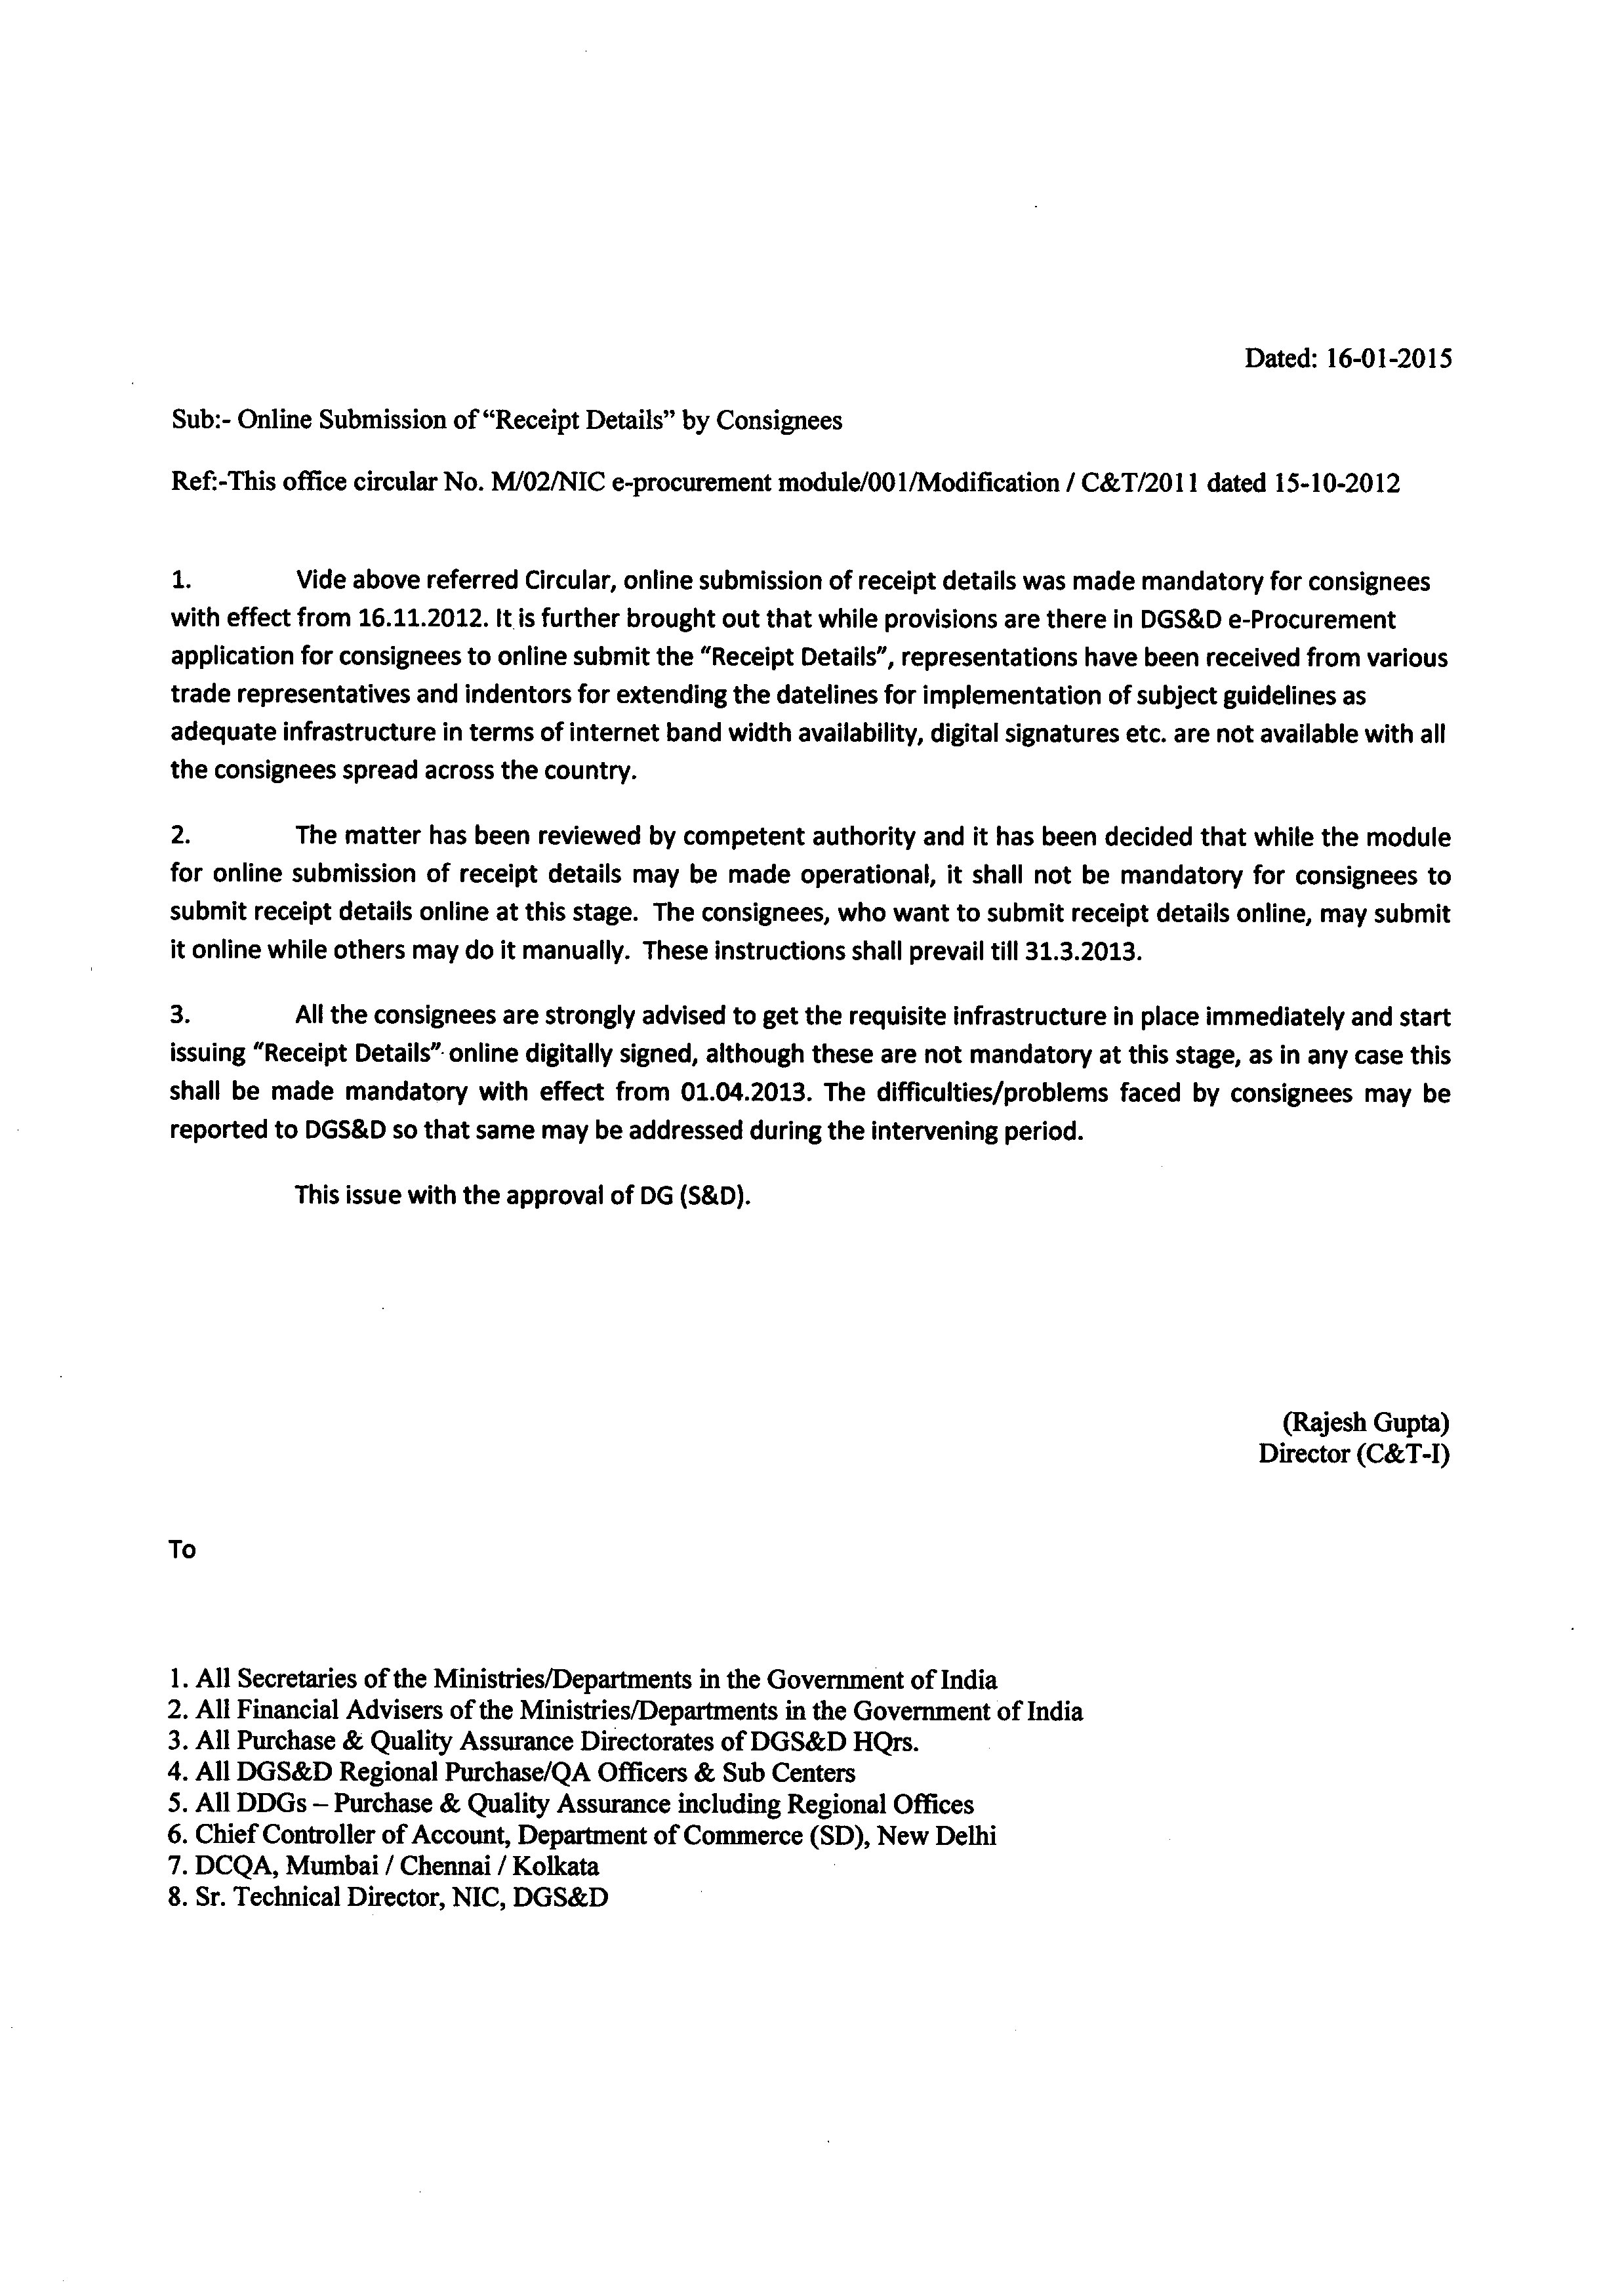 Dated: 16-01-2015
Sub:- Online Submission of “Receipt Details” by Consignees
Ref:-This office circular No. M/02/NIC e-procurement module/001/Modification / C&T/2011 dated 15-10-2012
1. Vide above referred Circular, online submission of receipt details was made mandatory for consignees
with effect from 16.11.2012. It is further brought out that while provisions are there in DGS&D e-Procurement
application for consignees to online submit the “Receipt Details”, representations have been received from various
trade representatives and indentors for extending the datelines for implementation of subject guidelines as
adequate infrastructure in terms of internet band width availability, digital signatures etc. are not available with all
the consignees spread across the country.
2. The matter has been reviewed by competent authority and it has been decided that while the module
for online submission of receipt details may be made operational, it shall not be mandatory for consignees to
submit receipt details online at this stage. The consignees, who want to submit receipt details online, may submit
it online while others may do it manually. These instructions shall prevail till 31.3.2013.
3. All the consignees are strongly advised to get the requisite infrastructure in place immediately and start
issuing “Receipt Details” online digitally signed, although these are not mandatory at this stage, as in any case this
shall be made mandatory with effect from 01.04.2013. The difficulties/problems faced by consignees may be
reported to DGS&D so that same may be addressed during the intervening period.
This issue with the approval of DG (S&D).
(Rajesh Gupta)
Director (C&T-I)
To
1. All Secretaries of the Ministries/Departments in the Government of India
2. All Financial Advisers of the Ministries/Departments in the Government of India
3. All Purchase & Quality Assurance Directorates of DGS&D HQrs.
4. All DGS&D Regional Purchase/QA Officers & Sub Centers
5. All DDGs – Purchase & Quality Assurance including Regional Offices
6. Chief Controller of Account, Department of Commerce (SD), New Delhi
7. DCQA, Mumbai / Chennai / Kolkata
8. Sr. Technical Director, NIC, DGS&D